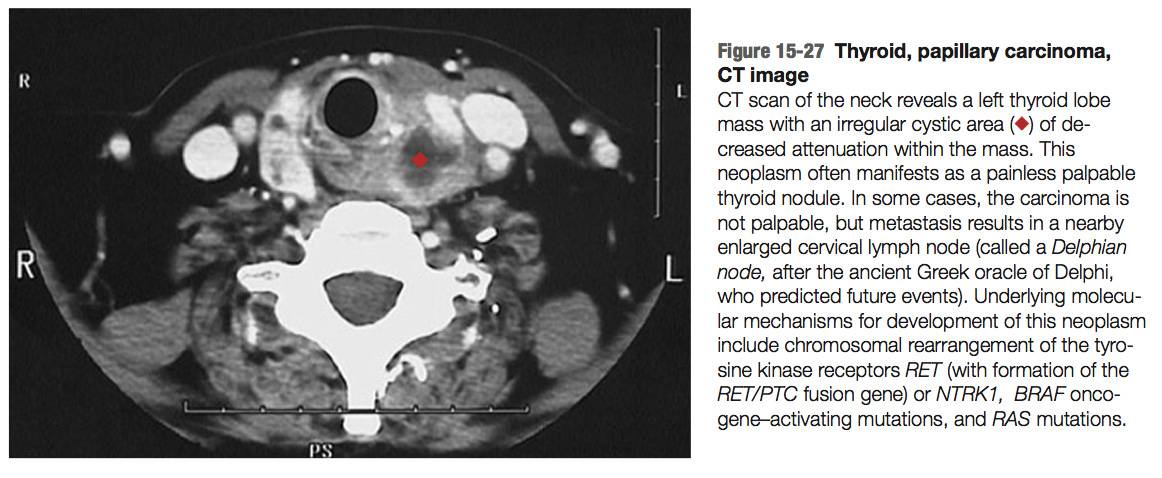 R
L
R
L
PS
Figure 15-27 Thyroid, papillary carcinoma,
CT image
CT scan of the neck reveals a left thyroid lobe
mass with an irregular cystic area (♦) of de-
creased attenuation within the mass. This
neoplasm often manifests as a painless palpable
thyroid nodule. In some cases, the carcinoma is
not palpable, but metastasis results in a nearby
enlarged cervical lymph node (called a Delphian
node, after the ancient Greek oracle of Delphi,
who predicted future events). Underlying molecu-
lar mechanisms for development of this neoplasm
include chromosomal rearrangement of the tyro-
sine kinase receptors RET (with formation of the
RET/PTC fusion gene) or NTRK1, BRAF onco-
gene–activating mutations, and RAS mutations.